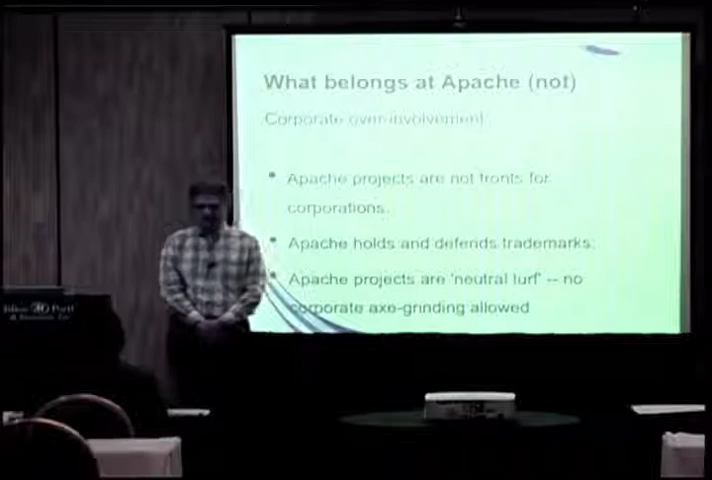 What belongs at Apache (not)
Corporate over-involvement
Apache projects are not fronts for
corporations.
Apache holds and defends trademarks.
Apache projects are 'neutral turf' -- no
corporate axe-grinding allowed